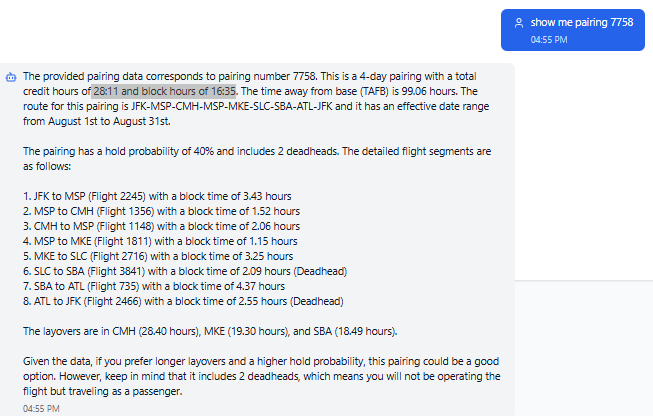 show me pairing 7758
04:55 PM
The provided pairing data corresponds to pairing number 7758. This is a 4-day pairing with a total
credit hours of 28:11 and block hours of 16:35. The time away from base (TAFB) is 99.06 hours. The
route for this pairing is JFK-MSP-CMH-MSP-MKE-SLC-SBA-ATL-JFK and it has an effective date range
from August 1st to August 31st.
The pairing has a hold probability of 40% and includes 2 deadheads. The detailed flight segments are
as follows:
1. JFK to MSP (Flight 2245) with a block time of 3.43 hours
2. MSP to CMH (Flight 1356) with a block time of 1.52 hours
3. CMH to MSP (Flight 1148) with a block time of 2.06 hours
4. MSP to MKE (Flight 1811) with a block time of 1.15 hours
5. MKE to SLC (Flight 2716) with a block time of 3.25 hours
6. SLC to SBA (Flight 3841) with a block time of 2.09 hours (Deadhead)
7. SBA to ATL (Flight 735) with a block time of 4.37 hours
8. ATL to JFK (Flight 2466) with a block time of 2.55 hours (Deadhead)
The layovers are in CMH (28.40 hours), MKE (19.30 hours), and SBA (18.49 hours).
Given the data, if you prefer longer layovers and a higher hold probability, this pairing could be a good
option. However, keep in mind that it includes 2 deadheads, which means you will not be operating the
flight but traveling as a passenger.
04:55 PM